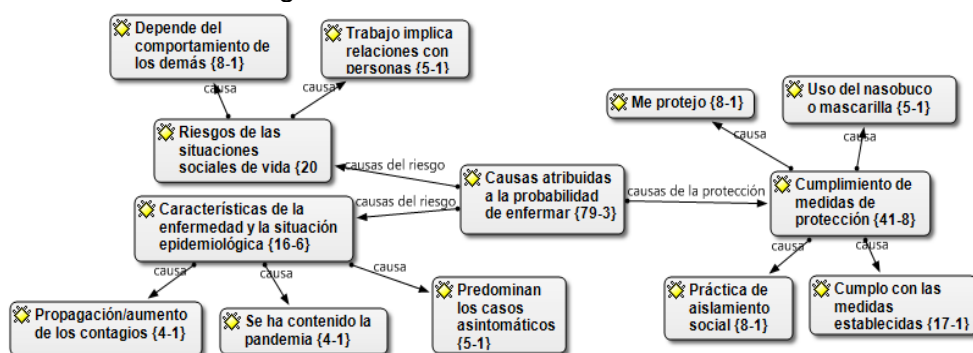 Depende del
comportamiento de
los demás {8-1}
Trabajo implica
relaciones con
personas {5-1}
causa
causa
Riesgos de las
situaciones
sociales de vida {20
causas del riesgo
Me protejo {8-1}
Uso del nasobuco
o mascarilla {5-1}
causa
causa
Causas atribuidas
a la probabilidad
de enfermar {79-3}
causas de la protección
Cumplimiento de
medidas de
protección {41-8}
causas del riesgo
Características de la
enfermedad y la situación
epidemiológica {16-6}
causa
causa
causa
causa
causa
Propagación/aumento
de los contagios {4-1}
Se ha contenido la
pandemia {4-1}
Predominan
los casos
asintomáticos
{5-1}
Práctica de
aislamiento
social {8-1}
Cumplo con las
medidas
establecidas {17-1}